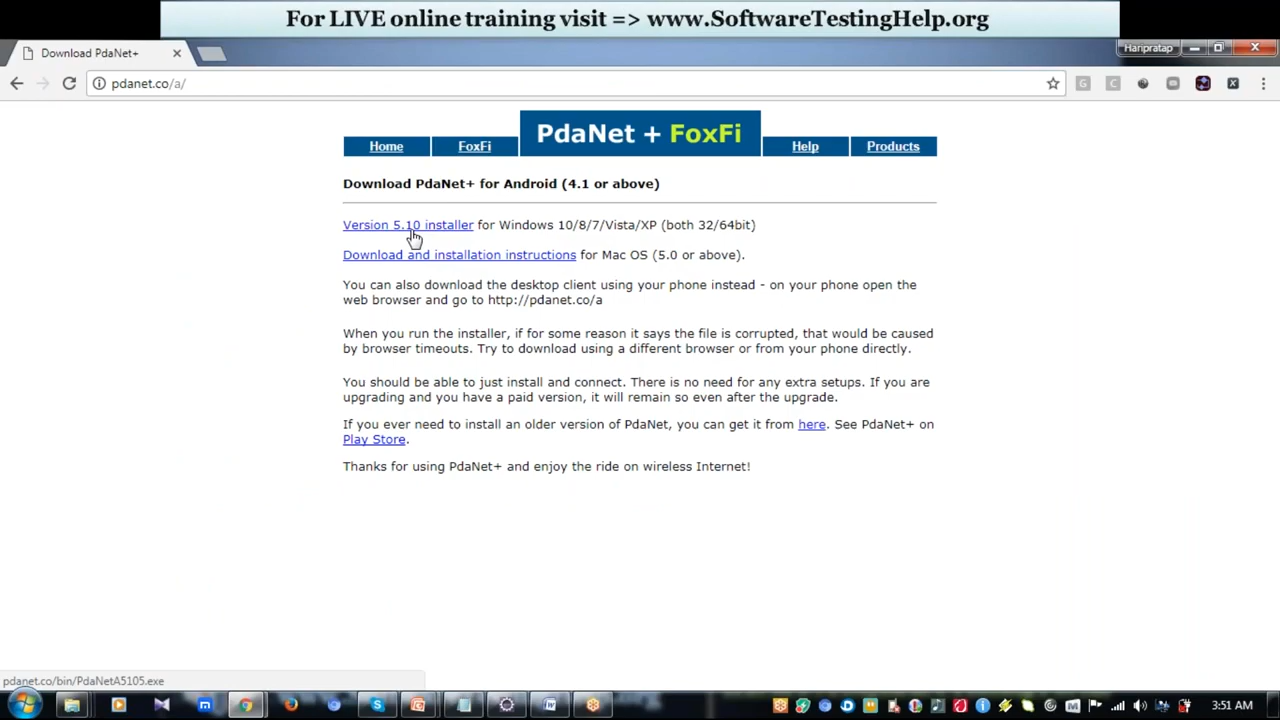 For LIVE online training visit => www.SoftwareTestingHelp.org
Download PdaNet+
Haripratap
pdanet.co/a/
Home
FoxFi
PdaNet + FoxFi
Help
Products
Download PdaNet+ for Android (4.1 or above)
Version 5.10 installer for Windows 10/8/7/Vista/XP (both 32/64bit)
Download and installation instructions for Mac OS (5.0 or above).
You can also download the desktop client using your phone instead - on your phone open the
web browser and go to http://pdanet.co/a
When you run the installer, if for some reason it says the file is corrupted, that would be caused
by browser timeouts. Try to download using a different browser or from your phone directly.
You should be able to just install and connect. There is no need for any extra setups. If you are
upgrading and you have a paid version, it will remain so even after the upgrade.
If you ever need to install an older version of PdaNet, you can get it from here. See PdaNet+ on
Play Store.
Thanks for using PdaNet+ and enjoy the ride on wireless Internet!
pdanet.co/bin/PdaNetA5105.exe
3:51 AM